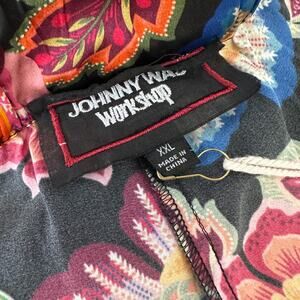 JOHNNY WAS
WORKSHOP
XXL
MADE IN
CHINA